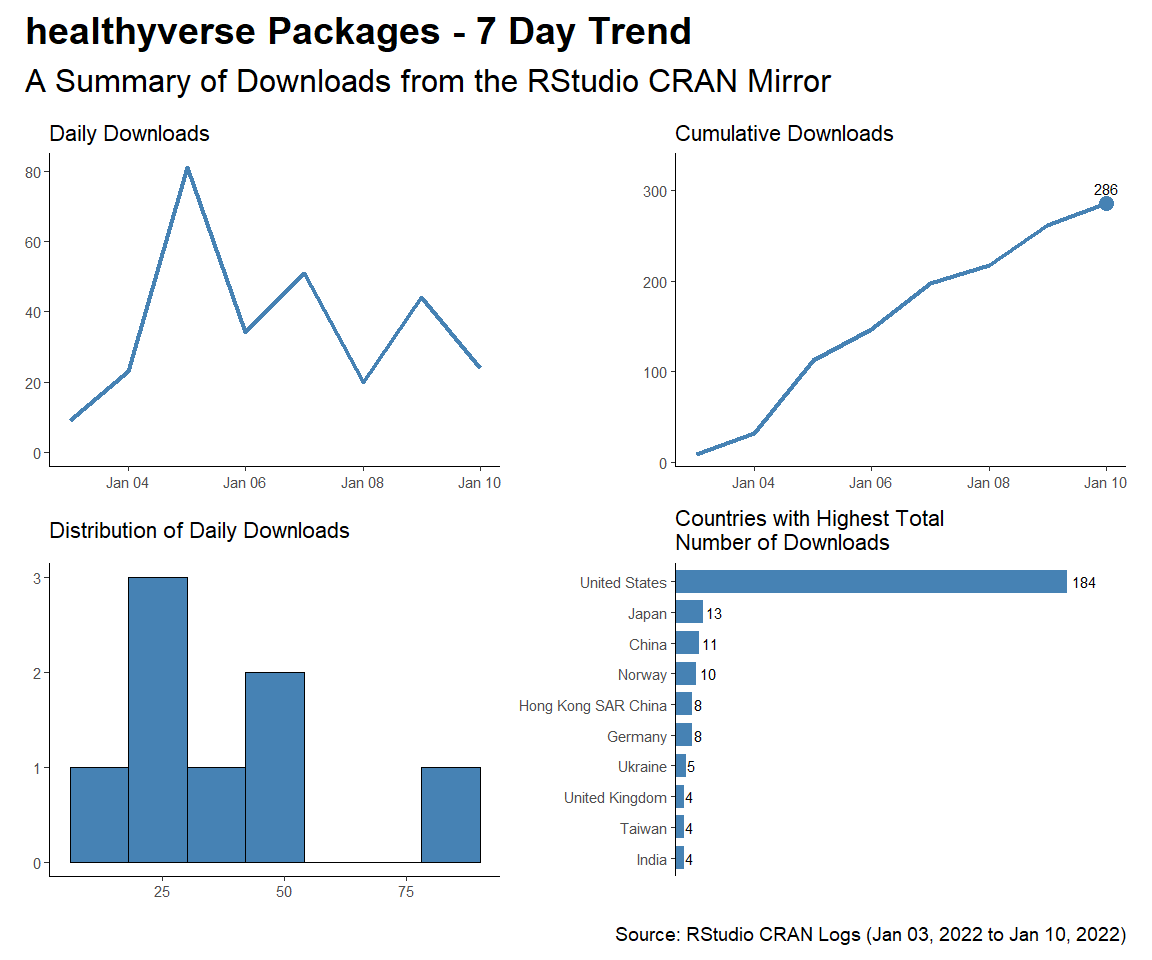 healthyverse Packages - 7 Day Trend
A Summary of Downloads from the RStudio CRAN Mirror
Daily Downloads
80
60
40
20
0
Jan 04 Jan 06 Jan 08 Jan 10
Cumulative Downloads
300
200
100
0
286
Jan 04 Jan 06 Jan 08 Jan 10
Distribution of Daily Downloads
3
2
1
0
25 50 75
Countries with Highest Total
Number of Downloads
United States 184
Japan 13
China 11
Norway 10
Hong Kong SAR China 8
Germany 8
Ukraine 5
United Kingdom 4
Taiwan 4
India 4
Source: RStudio CRAN Logs (Jan 03, 2022 to Jan 10, 2022)